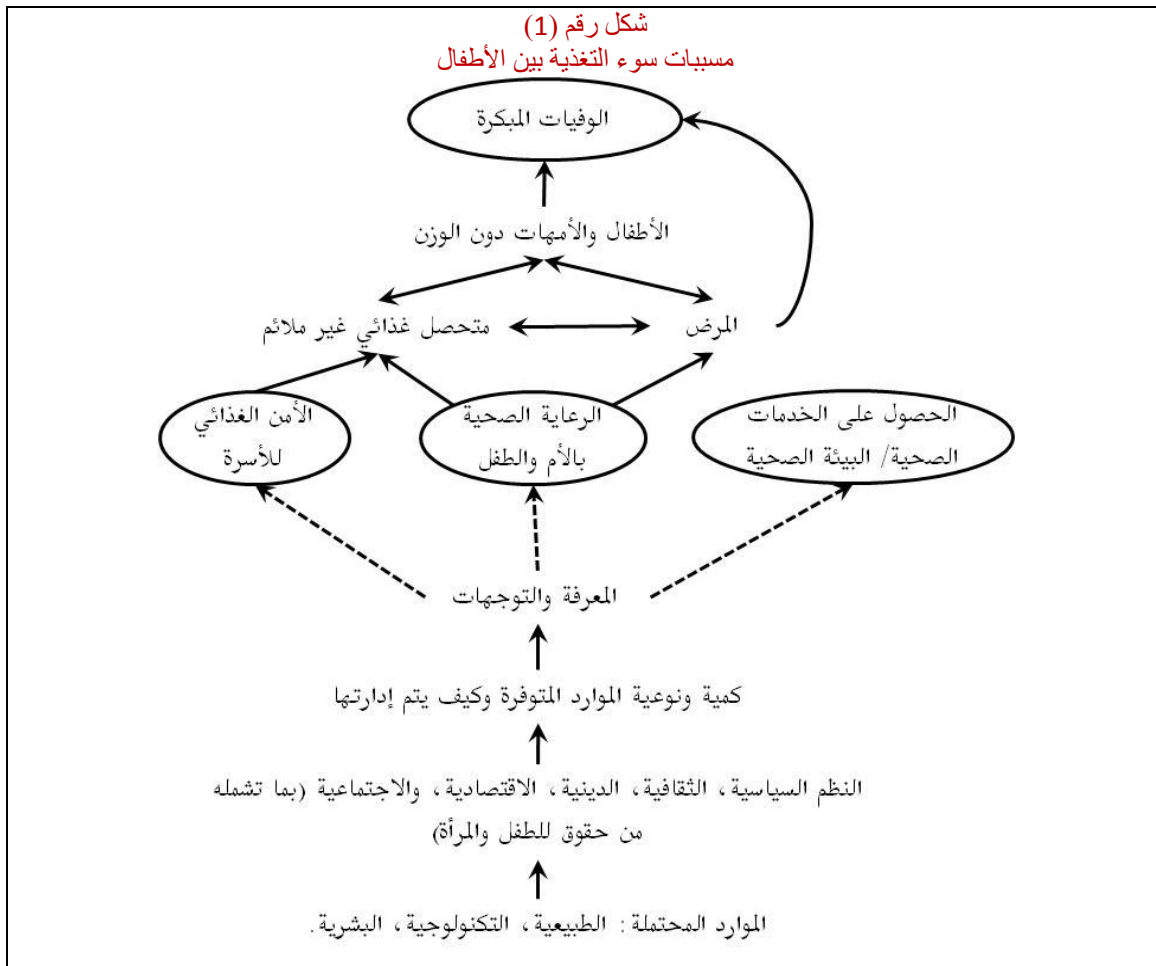 شكل رقم (1)
مسببات سوء التغذية بين الأطفال
الوفيات المبكرة
الأطفال والأمهات دون الوزن
المرض
متحصل غذائي غير ملائم
الحصول على الخدمات
الصحية/ البيئة الصحية
الرعاية الصحية
بالأم والطفل
الأمن الغذائي
للأسرة
المعرفة والتوجهات
كمية ونوعية الموارد المتوفرة وكيف يتم إدارتها
النظم السياسية، الثقافية، الدينية، الاقتصادية، والاجتماعية (بما تشمله
من حقوق للطفل والمرأة)
الموارد المحتملة: الطبيعية، التكنولوجية، البشرية.